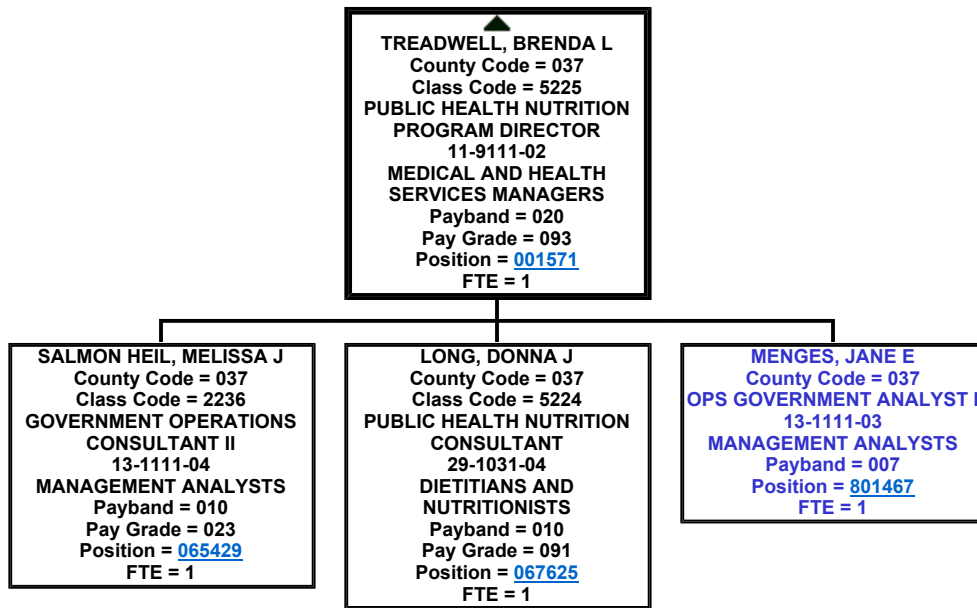 TREADWELL, BRENDA L
County Code = 037
Class Code = 5225
PUBLIC HEALTH NUTRITION
PROGRAM DIRECTOR
11-9111-02
MEDICAL AND HEALTH
SERVICES MANAGERS
Payband = 020
Pay Grade = 093
Position = 001571
FTE = 1
SALMON HEIL, MELISSA J
County Code = 037
Class Code = 2236
GOVERNMENT OPERATIONS
CONSULTANT II
13-1111-04
MANAGEMENT ANALYSTS
Payband = 010
Pay Grade = 023
Position = 065429
FTE = 1
LONG, DONNA J
County Code = 037
Class Code = 5224
PUBLIC HEALTH NUTRITION
CONSULTANT
29-1031-04
DIETITIANS AND
NUTRITIONISTS
Payband = 010
Pay Grade = 091
Position = 067625
FTE = 1
MENGES, JANE E
County Code = 037
OPS GOVERNMENT ANALYST
13-1111-03
MANAGEMENT ANALYSTS
Payband = 007
Position = 801467
FTE = 1